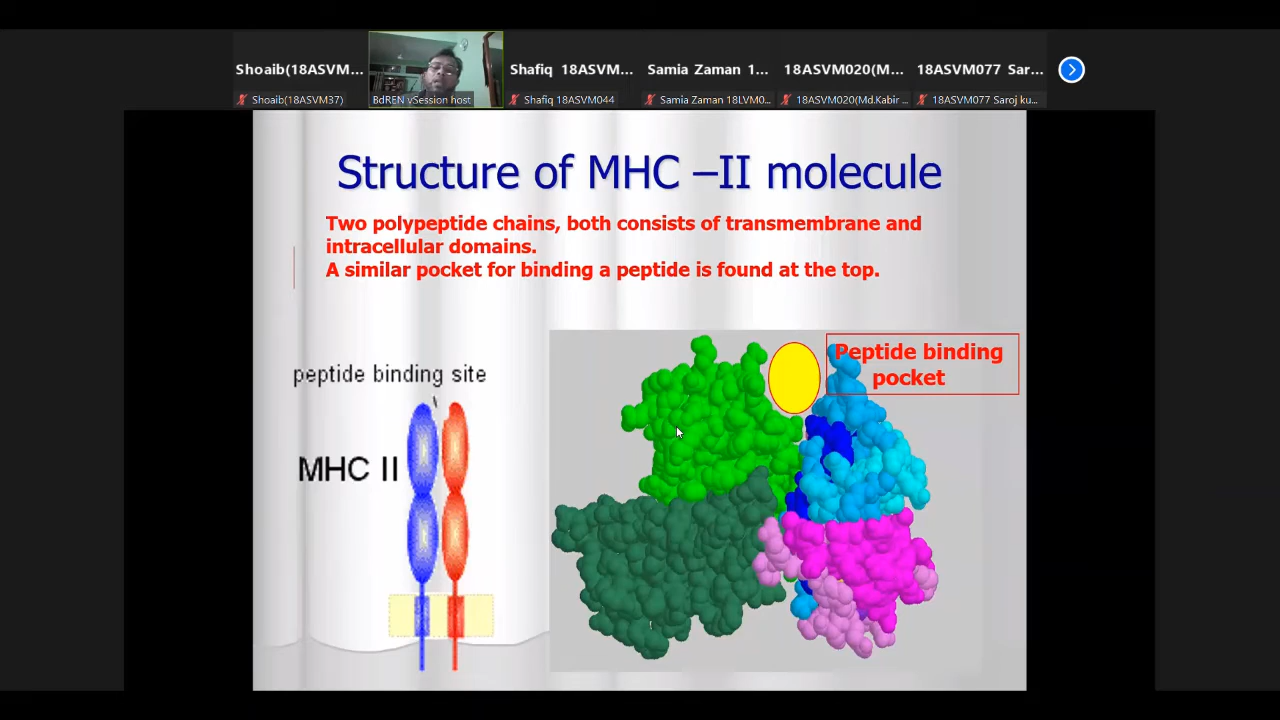 Shoaib(18ASVM...
Shafiq 18ASVM...
Samia Zaman 1...
18ASVM020(M...
18ASVM077 Sar...
Shoaib(18ASVM37)
BdREN vSession host
Shafiq 18ASVM044
Samia Zaman 18LVM0...
18ASVM020(Md.Kabir ...
18ASVM077 Saroj ku...
Structure of MHC –II molecule
Two polypeptide chains, both consists of transmembrane and
intracellular domains.
A similar pocket for binding a peptide is found at the top.
Peptide binding
pocket
peptide binding site
MHC II